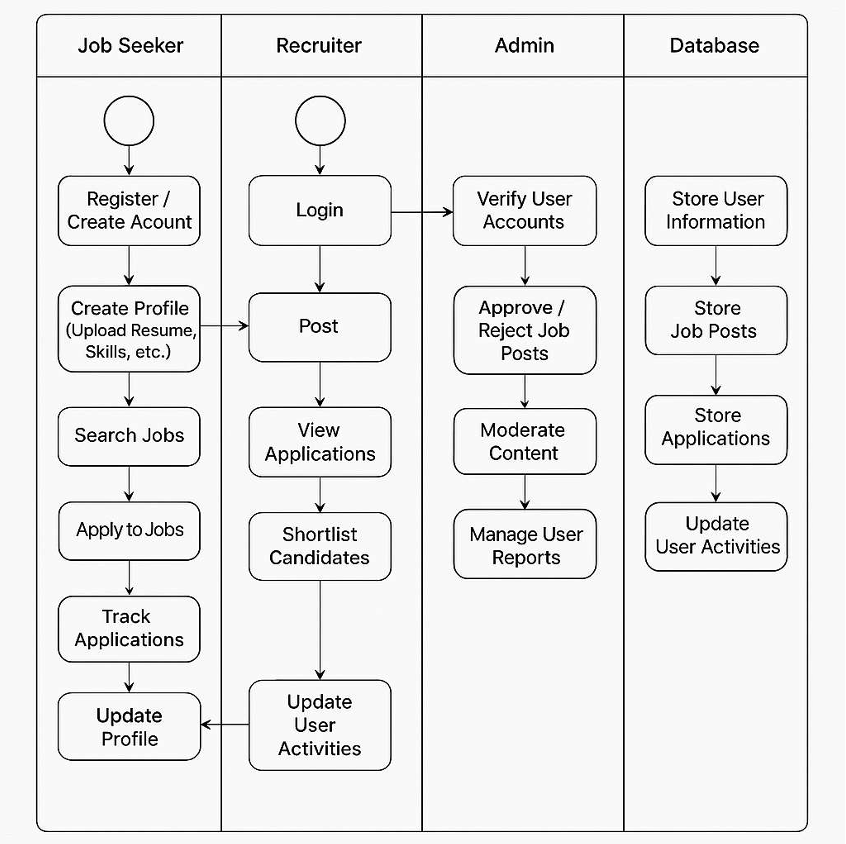 Job Seeker
Recruiter
Admin
Database
Register /
Create Acount
Create Profile
(Upload Resume,
Skills, etc.)
Search Jobs
Apply to Jobs
Track
Applications
Update
Profile
Login
Post
View
Applications
Shortlist
Candidates
Update
User
Activities
Verify User
Accounts
Approve /
Reject Job
Posts
Moderate
Content
Manage User
Reports
Store User
Information
Store
Job Posts
Store
Applications
Update
User Activities